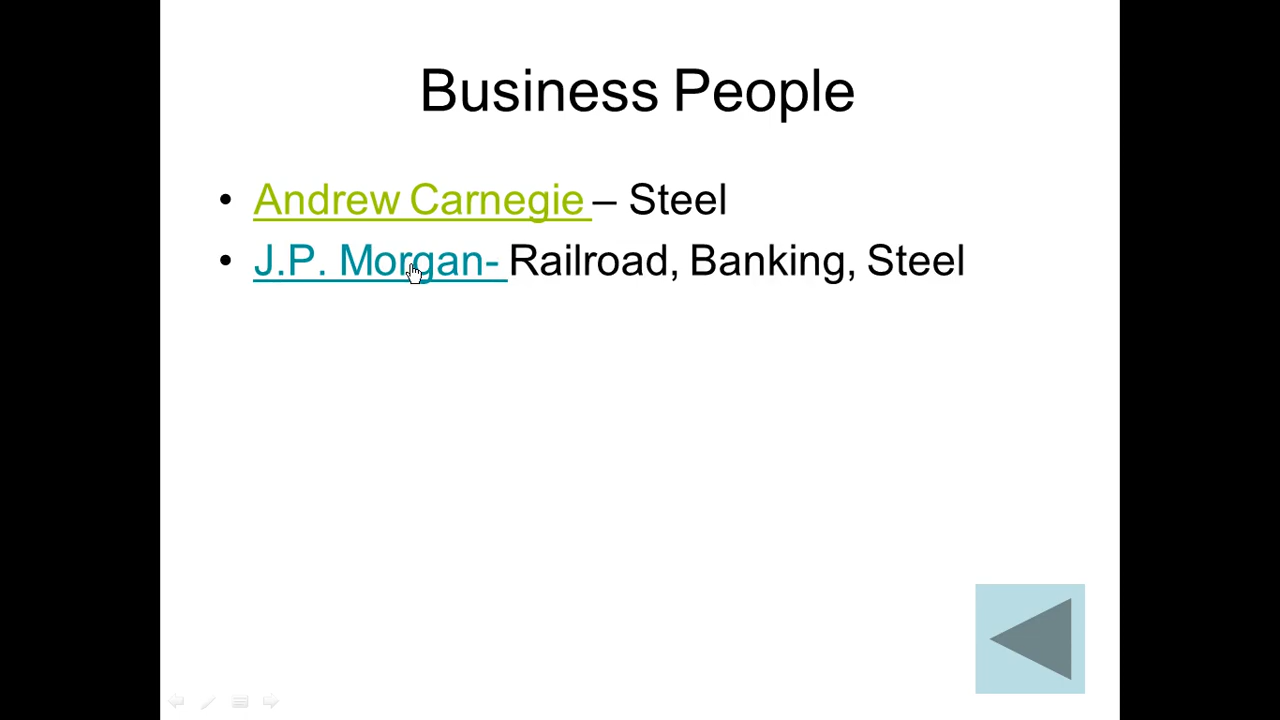 Business People
• Andrew Carnegie – Steel
• J.P. Morgan- Railroad, Banking, Steel